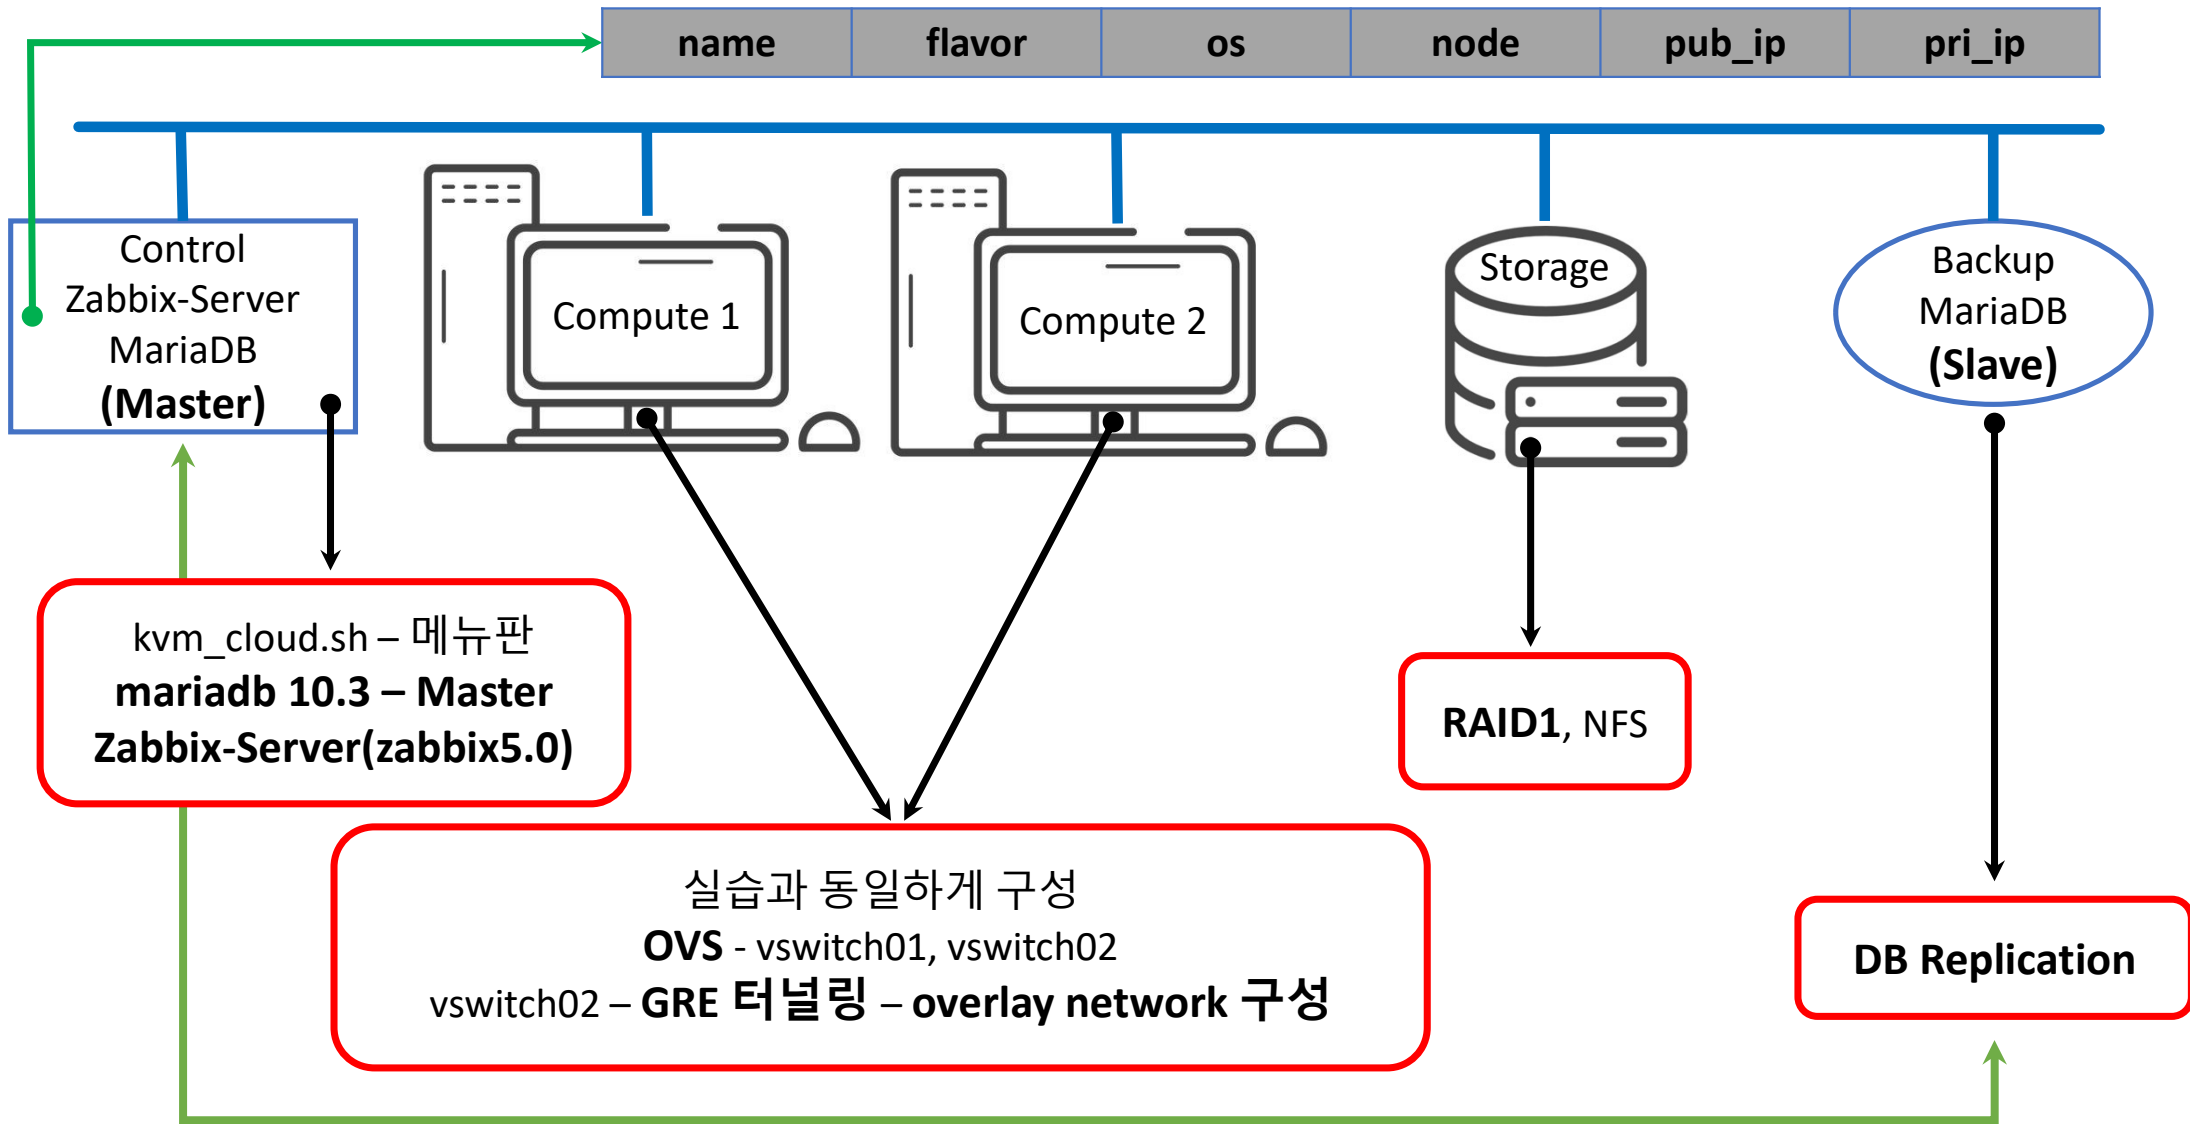 name flavor os node pub_ip pri_ip
Control
Zabbix-Server
MariaDB
(Master)
Compute 1
Compute 2
Storage
Backup
MariaDB
(Slave)
kvm_cloud.sh – 메뉴판
mariadb 10.3 – Master
Zabbix-Server(zabbix5.0)
RAID1, NFS
실습과 동일하게 구성
OVS - vswitch01, vswitch02
vswitch02 – GRE 터널링 – overlay network 구성
DB Replication